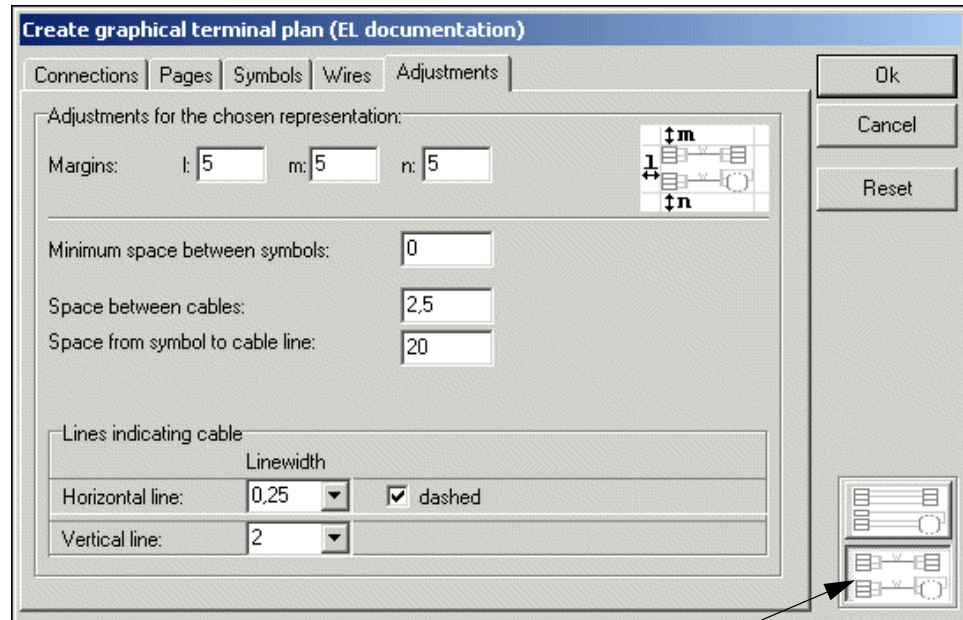 Create graphical terminal plan (EL documentation)
Connections Pages Symbols Wires Adjustments
Ok
Cancel
Reset
Adjustments for the chosen representation:
Margins: l: 5 m: 5 n: 5
m
l
n
Minimum space between symbols: 0
Space between cables: 2,5
Space from symbol to cable line: 20
Lines indicating cable
Linewidth
Horizontal line: 0,25 dashed
Vertical line: 2